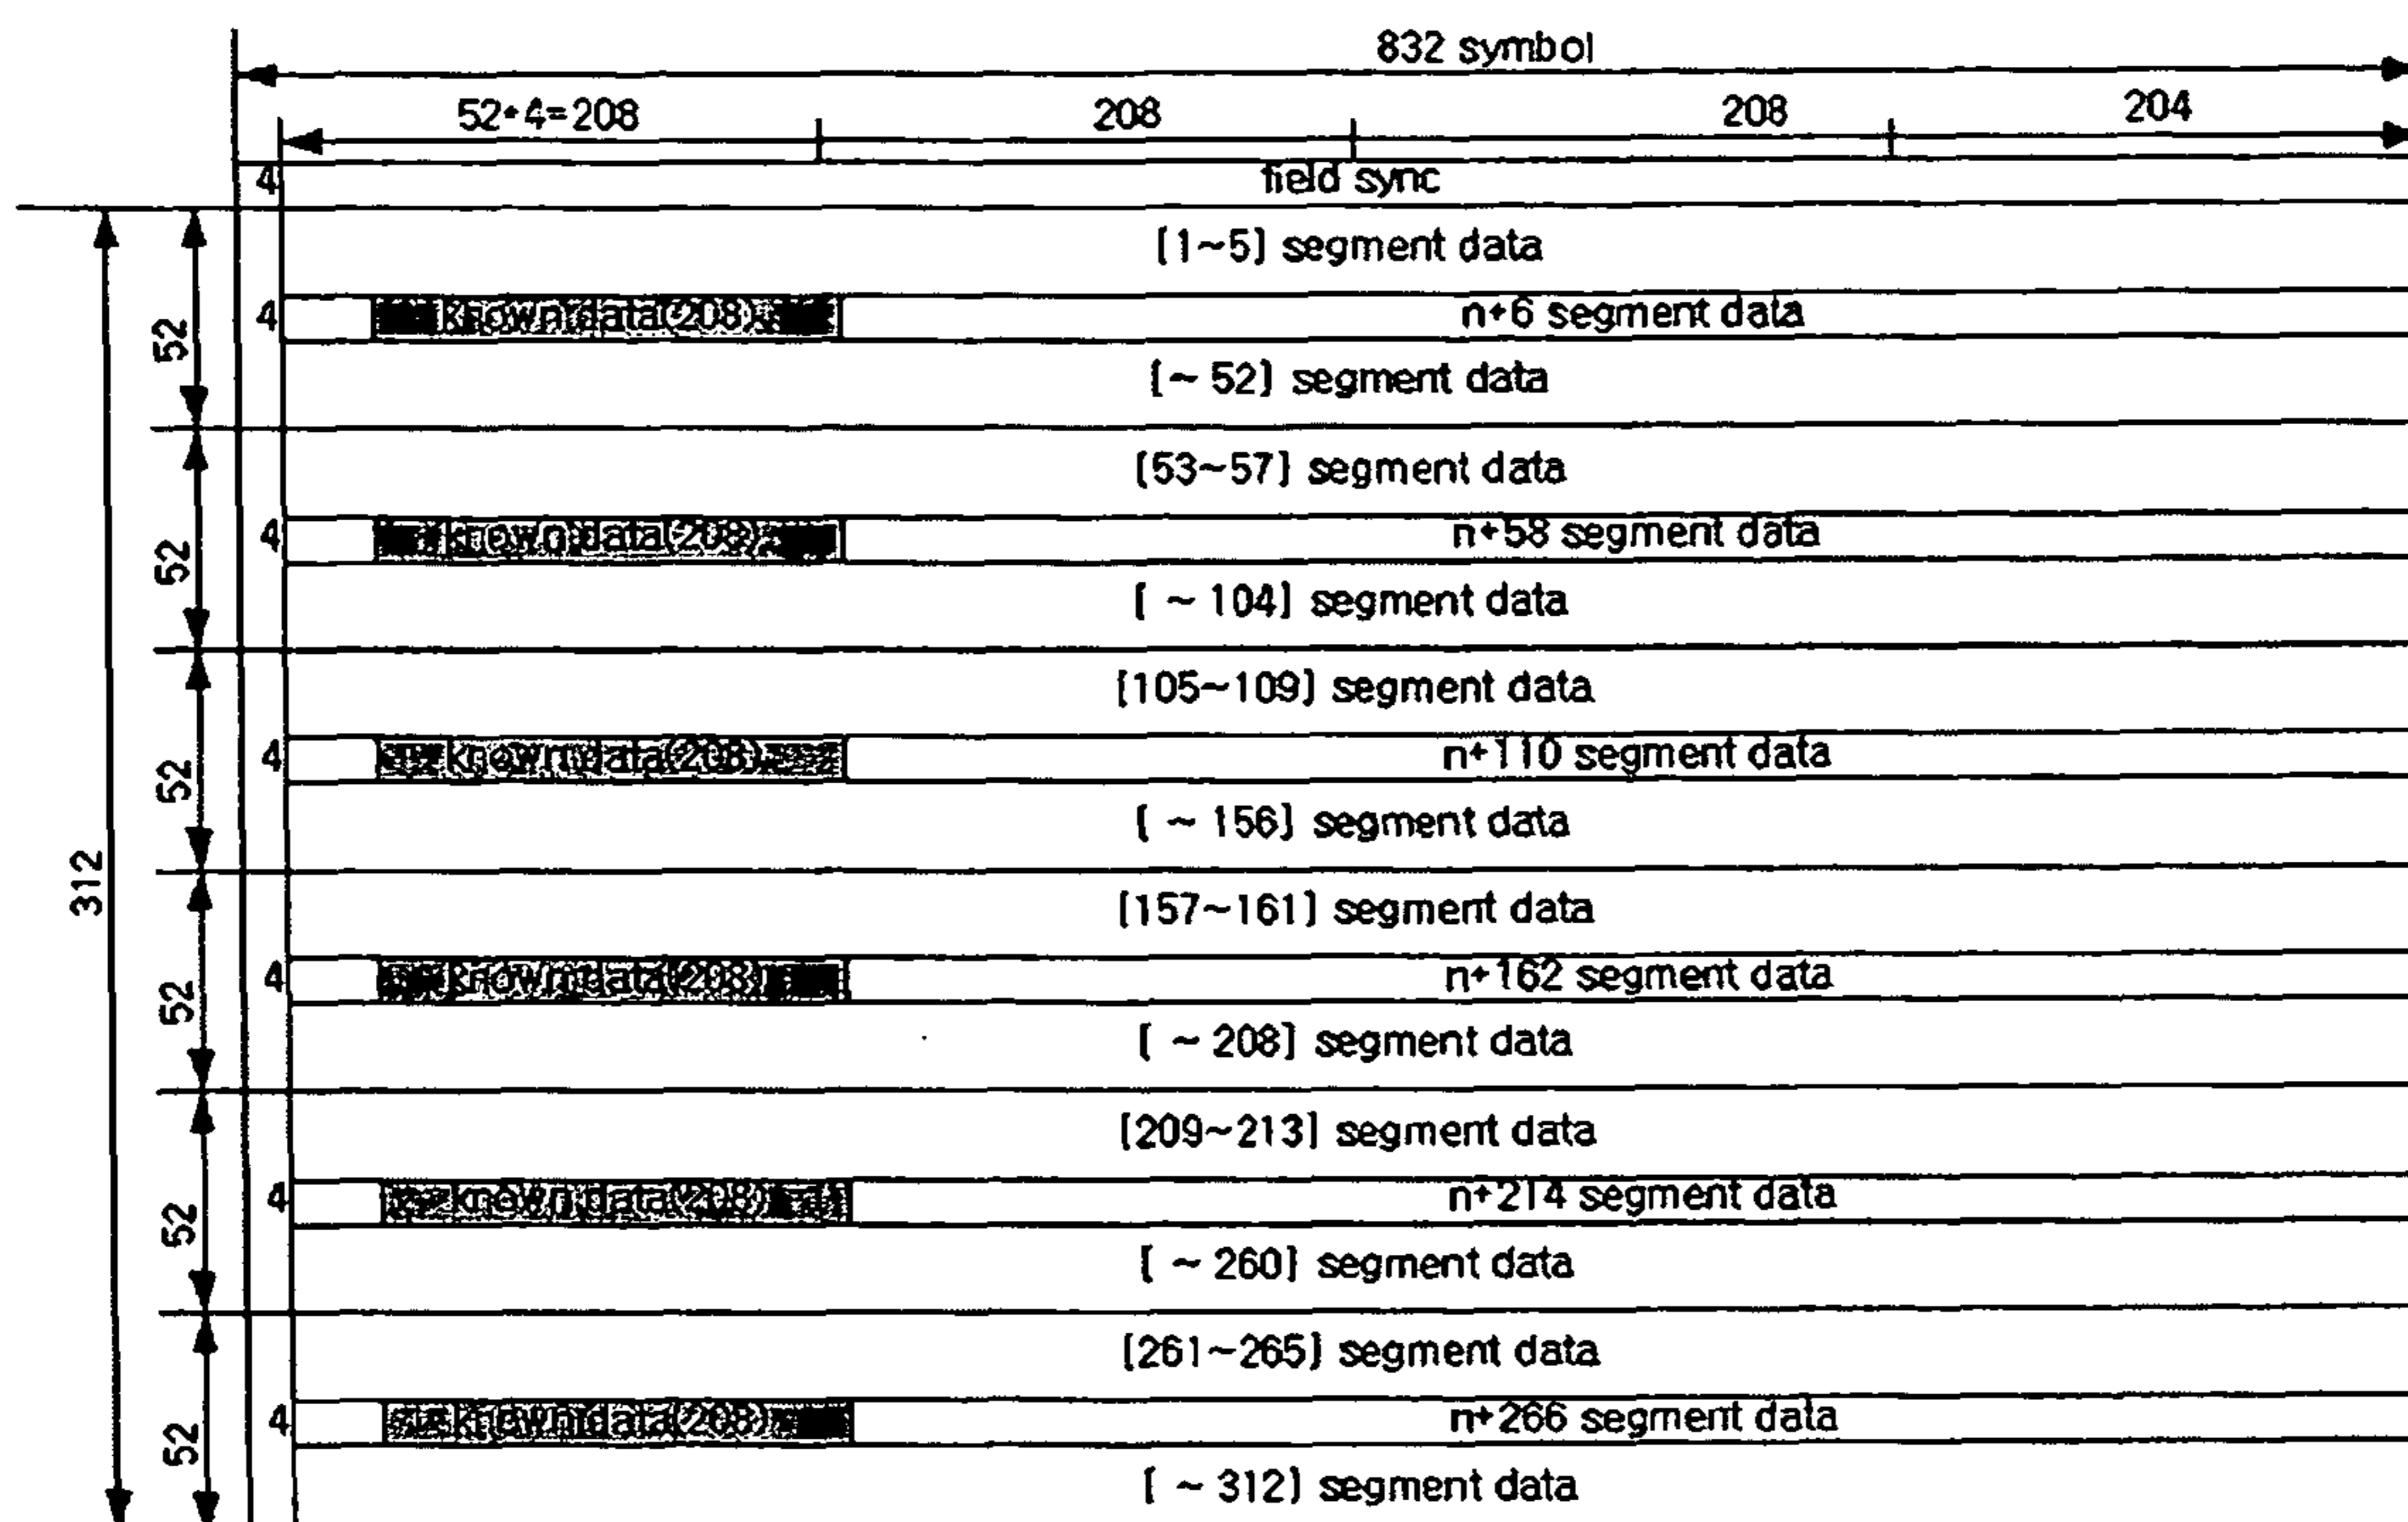 832 symbol
52*4=208 208 208 204
4 field sync
[1~5] segment data
4 known data(208) n+6 segment data
[~ 52] segment data
52
[53~57] segment data
4 known data(208) n+58 segment data
[ ~ 104] segment data
52
[105~109] segment data
4 known data(208) n+110 segment data
[ ~ 156] segment data
52
312
[157~161] segment data
4 known data(208) n+162 segment data
[ ~ 208] segment data
52
[209~213] segment data
4 known data(208) n+214 segment data
[ ~ 260] segment data
52
[261~265] segment data
4 known data(208) n+266 segment data
[ ~ 312] segment data
52